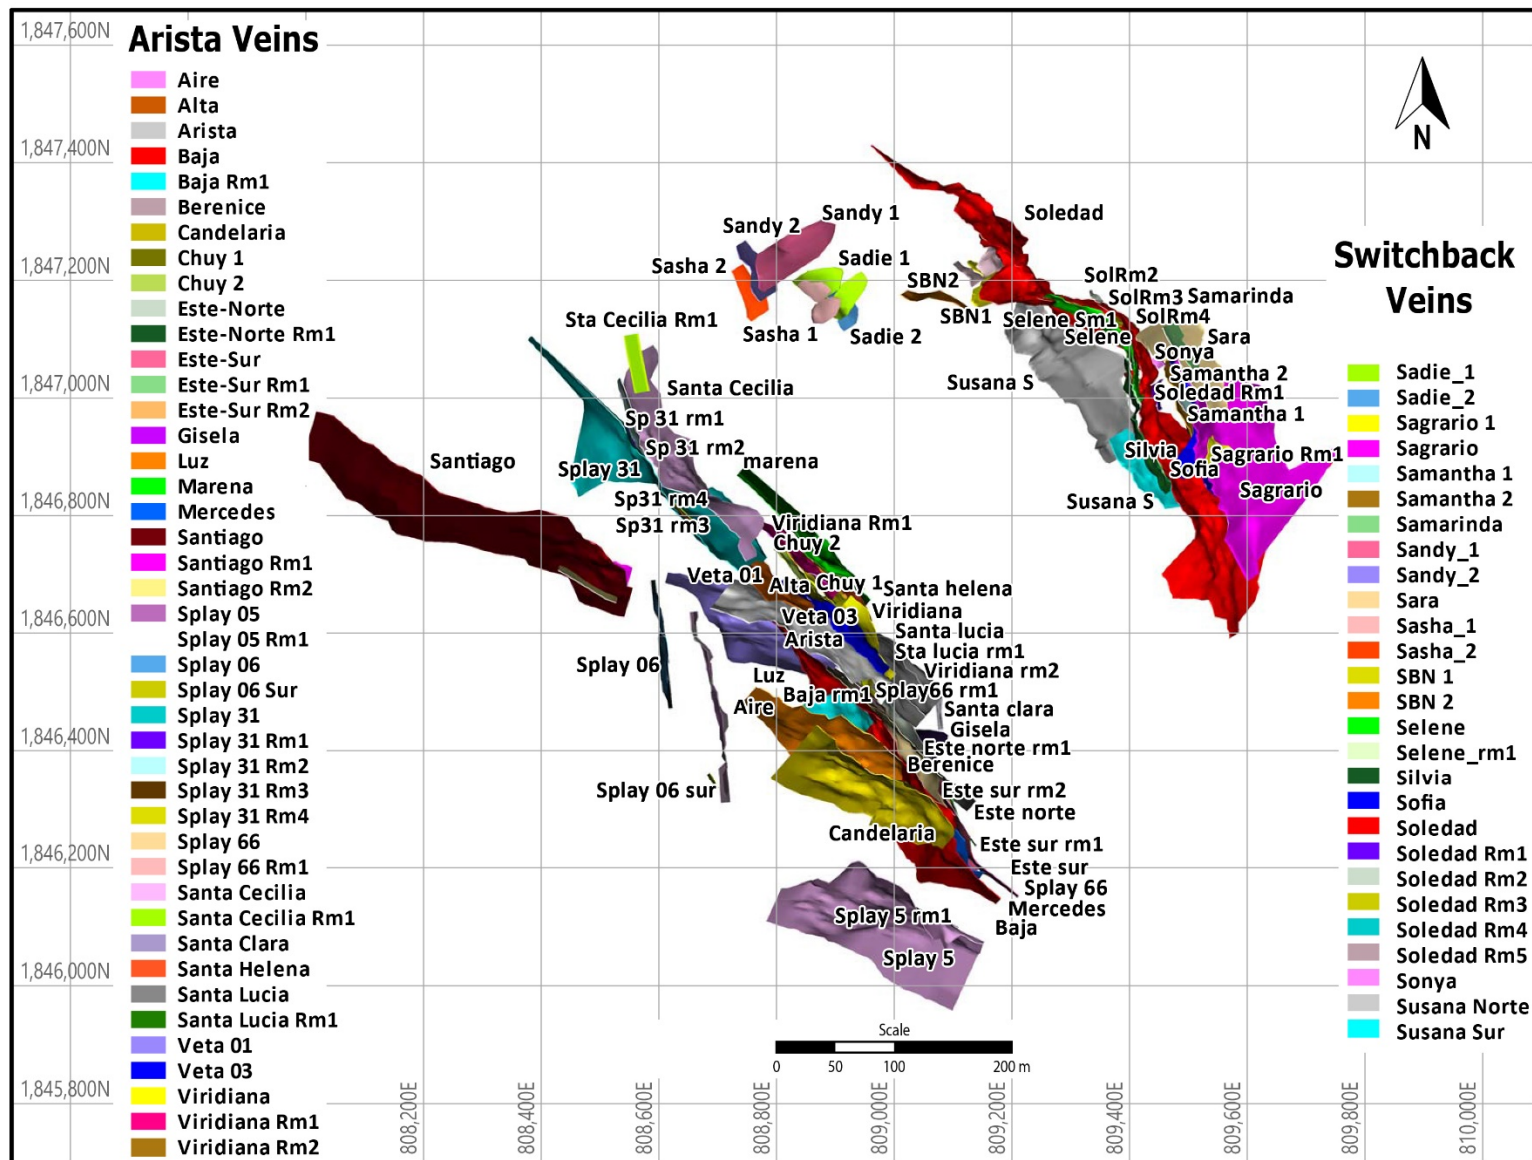 1,847,600N
1,847,400N
1,847,200N
1,847,000N
1,846,800N
1,846,600N
1,846,400N
1,846,200N
1,846,000N
1,845,800N
Arista Veins
Aire
Alta
Arista
Baja
Baja Rm1
Berenice
Candelaria
Chuy 1
Chuy 2
Este-Norte
Este-Norte Rm1
Este-Sur
Este-Sur Rm1
Este-Sur Rm2
Gisela
Luz
Marena
Mercedes
Santiago
Santiago Rm1
Santiago Rm2
Splay 05
Splay 05 Rm1
Splay 06
Splay 06 Sur
Splay 31
Splay 31 Rm1
Splay 31 Rm2
Splay 31 Rm3
Splay 31 Rm4
Splay 66
Splay 66 Rm1
Santa Cecilia
Santa Cecilia Rm1
Santa Clara
Santa Helena
Santa Lucia
Santa Lucia Rm1
Veta 01
Veta 03
Viridiana
Viridiana Rm1
Viridiana Rm2
N
Soledad
Sandy 1
Sandy 2
Sadie 1
Sasha 2
SBN2
SolRm2
SolRm3
Samarinda
SBN1
Selene Sm1
SolRm4
Sta Cecilia Rm1
Sasha 1
Sadie 2
Selene
Sara
Sonya
Susana S
Samantha 2
Santa Cecilia
Soledad Rm1
Samantha 1
Sp 31 rm1
Sp 31 rm2
Silvia
Sagrario Rm1
Santiago
Splay 31
marena
Sofia
Sagrario
Sp31 rm4
Susana S
Sp31 rm3
Viridiana Rm1
Chuy 2
Veta 01
Alta
Chuy 1
Santa helena
Veta 03
Viridiana
Arista
Santa lucia
Sta lucia rm1
Splay 06
Luz
Viridiana rm2
Baja rm1
Splay66 rm1
Aire
Santa clara
Gisela
Este norte rm1
Berenice
Splay 06 sur
Este sur rm2
Este norte
Candelaria
Este sur rm1
Este sur
Splay 66
Mercedes
Splay 5 rm1
Baja
Splay 5
Scale
0
50
100
200 m
808,200E
808,400E
808,600E
808,800E
809,000E
809,200E
809,400E
809,600E
809,800E
810,000E
Switchback
Veins
Sadie_1
Sadie_2
Sagrario 1
Sagrario
Samantha 1
Samantha 2
Samarinda
Sandy_1
Sandy_2
Sara
Sasha_1
Sasha_2
SBN 1
SBN 2
Selene
Selene_rm1
Silvia
Sofia
Soledad
Soledad Rm1
Soledad Rm2
Soledad Rm3
Soledad Rm4
Soledad Rm5
Sonya
Susana Norte
Susana Sur